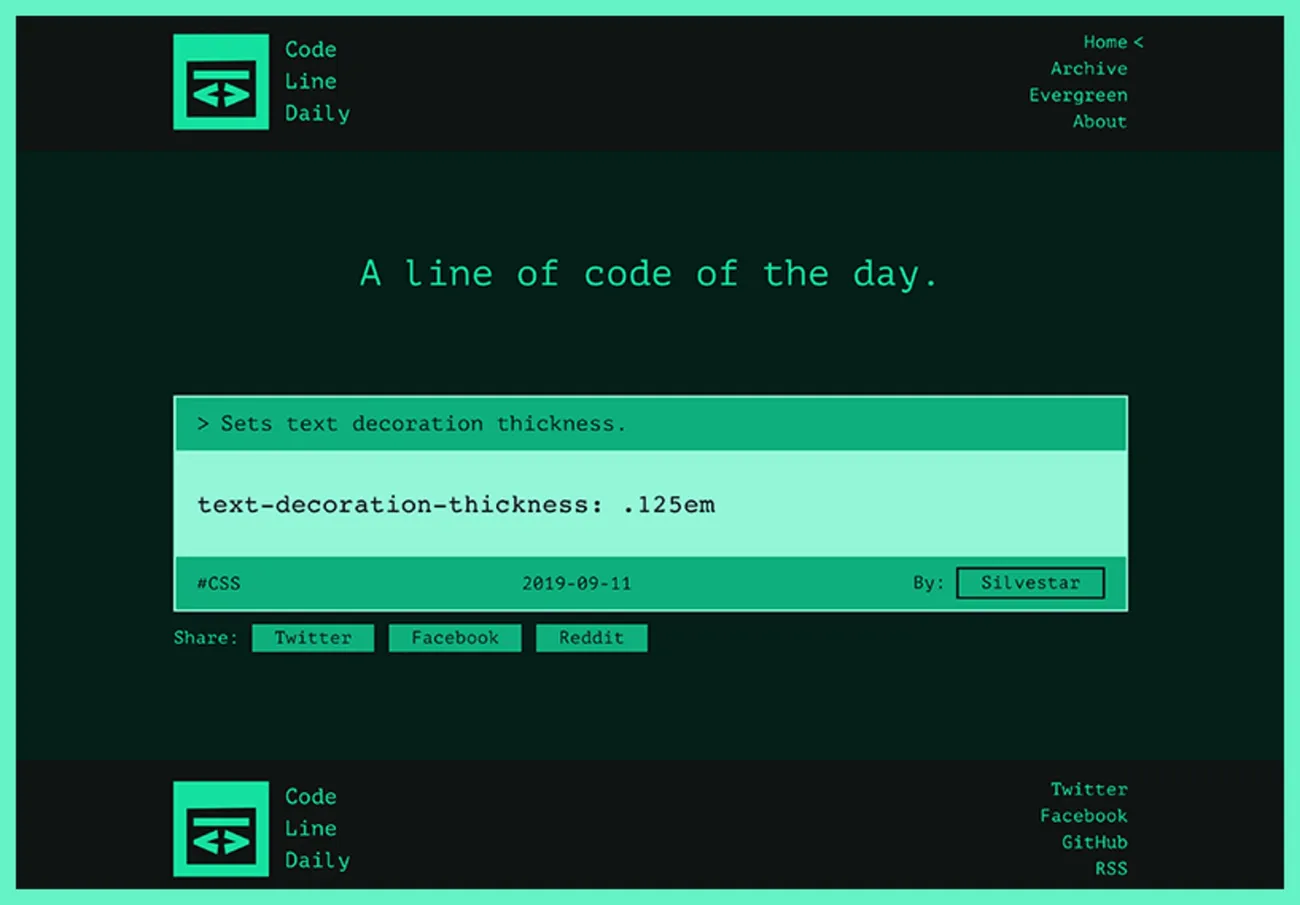 Code
Line
Daily
Home <
Archive
Evergreen
About
A line of code of the day.
> Sets text decoration thickness.
text-decoration-thickness: .125em
#CSS 2019-09-11 By: Silvestar
Share: Twitter Facebook Reddit
Code
Line
Daily
Twitter
Facebook
GitHub
RSS